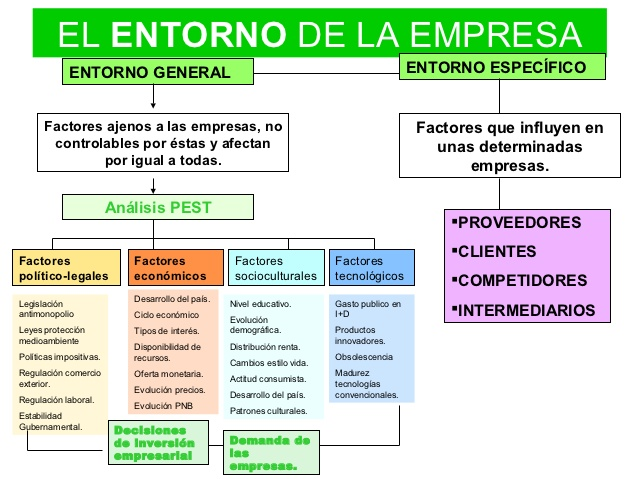 EL ENTORNO DE LA EMPRESA
ENTORNO GENERAL
ENTORNO ESPECÍFICO
Factores ajenos a las empresas, no
controlables por éstas y afectan
por igual a todas.
Factores que influyen en
unas determinadas
empresas.
Análisis PEST
▪PROVEEDORES
▪CLIENTES
▪COMPETIDORES
▪INTERMEDIARIOS
Factores
político-legales
Legislación
antimonopolio
Leyes protección
medioambiente
Políticas impositivas.
Regulación comercio
exterior.
Regulación laboral.
Estabilidad
Gubernamental.
Factores
económicos
Desarrollo del país.
Ciclo económico
Tipos de interés.
Disponibilidad de
recursos.
Oferta monetaria.
Evolución precios.
Evolución PNB
Factores
socioculturales
Nivel educativo.
Evolución
demográfica.
Distribución renta.
Cambios estilo vida.
Actitud consumista.
Desarrollo del país.
Patrones culturales.
Factores
tecnológicos
Gasto publico en
I+D
Productos
innovadores.
Obsolescencia
Madurez
tecnologías
convencionales.
Decisiones
de inversión
empresarial
Demanda de
las
empresas.